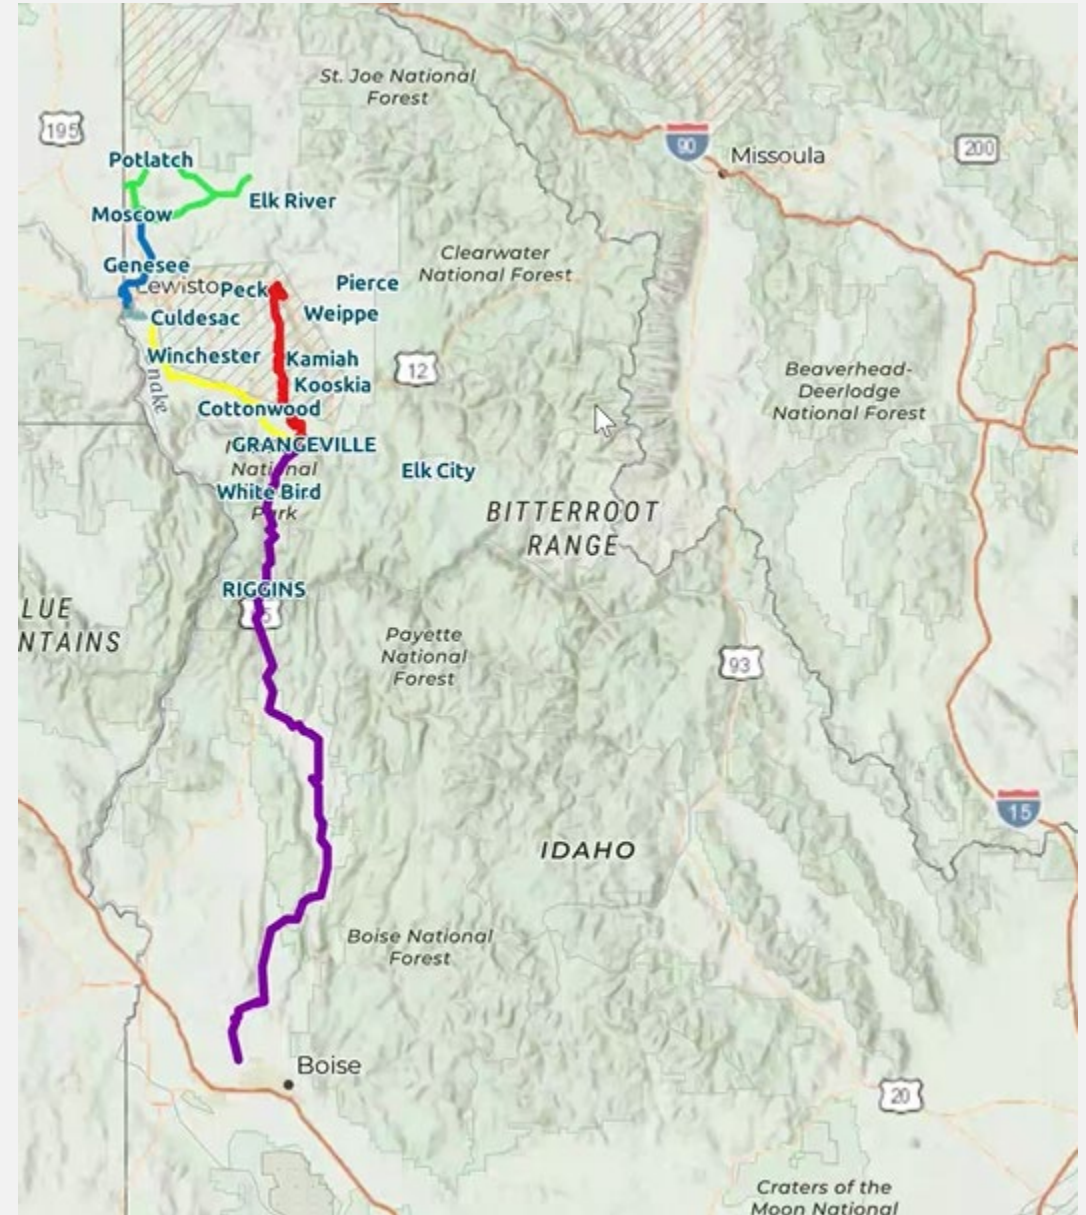 St. Joe National
Forest
195
90
200
Missoula
Potlatch
Elk River
Moscow
Clearwater
National Forest
Genesee
Pierce
Lewisto
Peck
Weippe
Culdesac
Winchester
Kamiah
12
Kooskia
nake
Beaverhead-
Deerlodge
National Forest
Cottonwood
GRANGEVILLE
National
Elk City
White Bird
Park
BITTERROOT
RANGE
RIGGINS
LUE
NTAINS
Payette
National
Forest
93
15
IDAHO
Boise National
Forest
Boise
20
Craters of the
Moon National